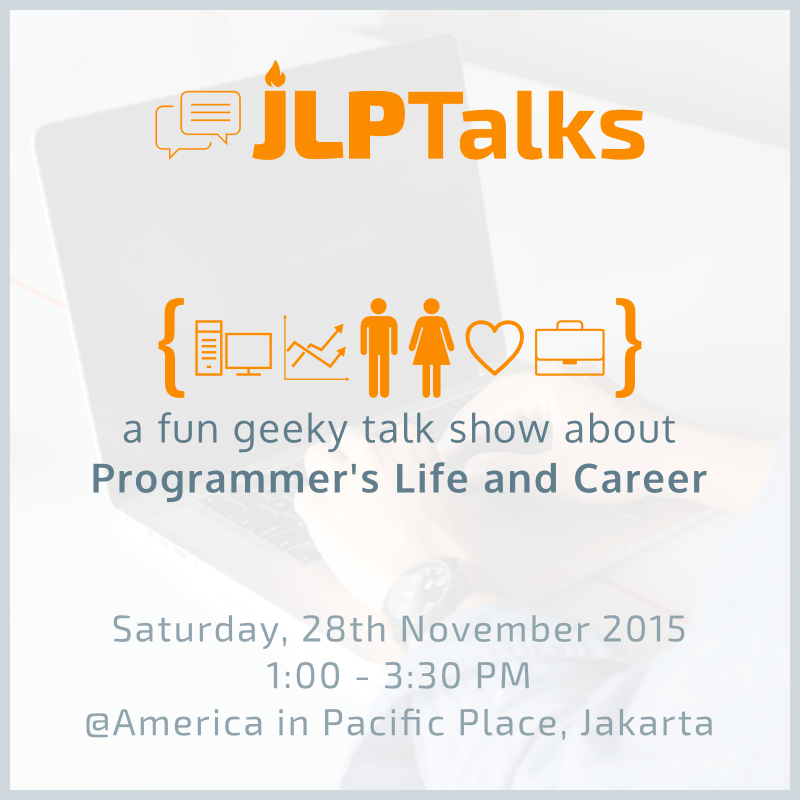 JLPTalks
{ }
a fun geeky talk show about
Programmer's Life and Career
Saturday, 28th November 2015
1:00 - 3:30 PM
@America in Pacific Place, Jakarta